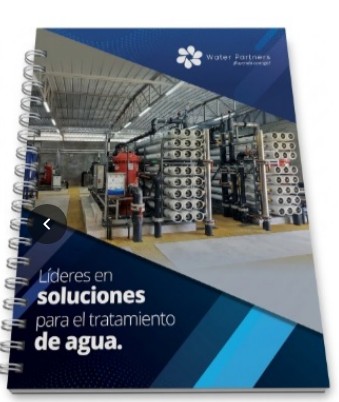 Water Partners
Líderes en
soluciones
para el tratamiento
de agua.